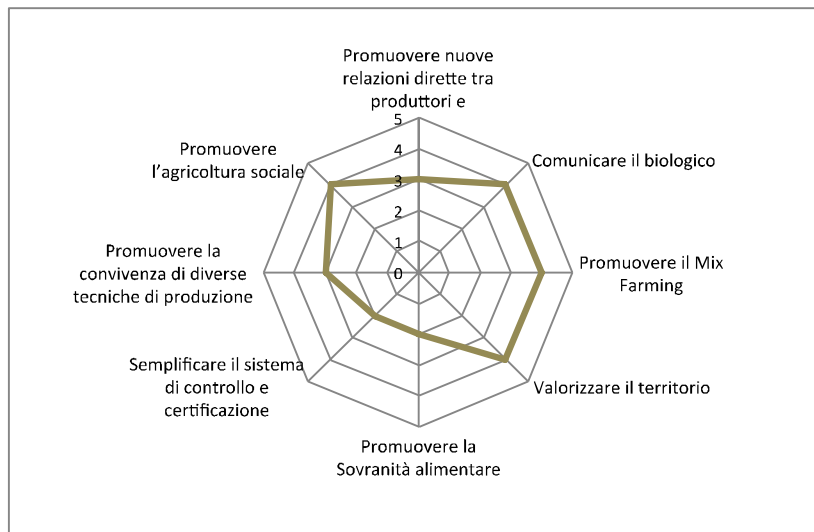 Promuovere nuove
relazioni dirette tra
produttori e
5
4
3
2
1
0
Comunicare il biologico
Promuovere il Mix
Farming
Valorizzare il territorio
Promuovere la
Sovranità alimentare
Semplificare il sistema
di controllo e
certificazione
Promuovere la
convivenza di diverse
tecniche di produzione
Promuovere
l'agricoltura sociale